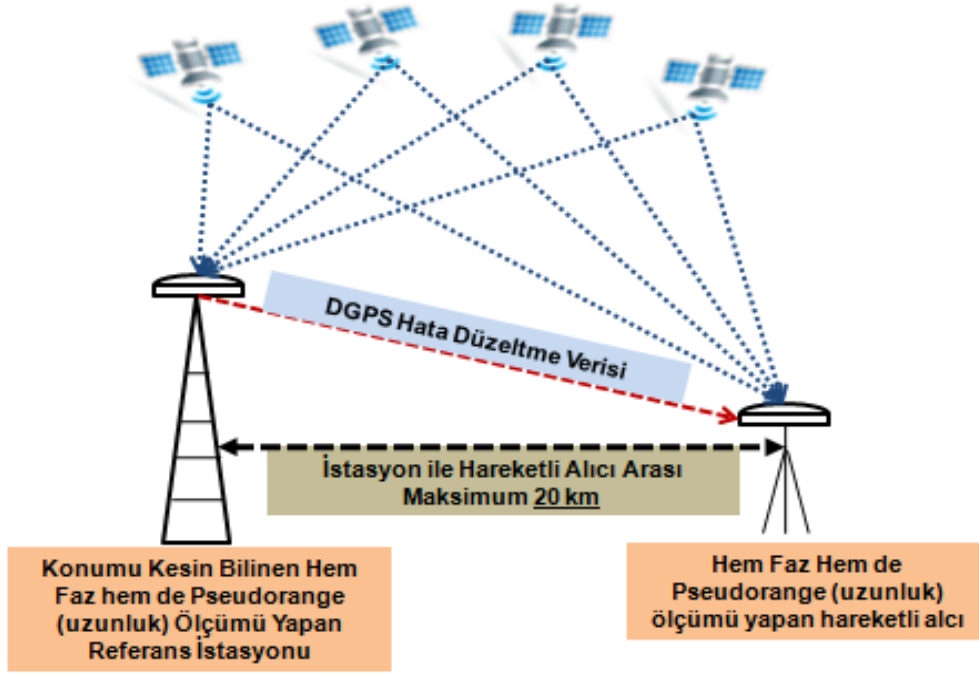 DGPS Hata Düzeltme Verisi
İstasyon ile Hareketli Alıcı Arası
Maksimum 20 km
Konumu Kesin Bilinen Hem
Faz hem de Pseudorange
(uzunluk) Ölçümü Yapan
Referans İstasyonu
Hem Faz Hem de
Pseudorange (uzunluk)
ölçümü yapan hareketli alcı